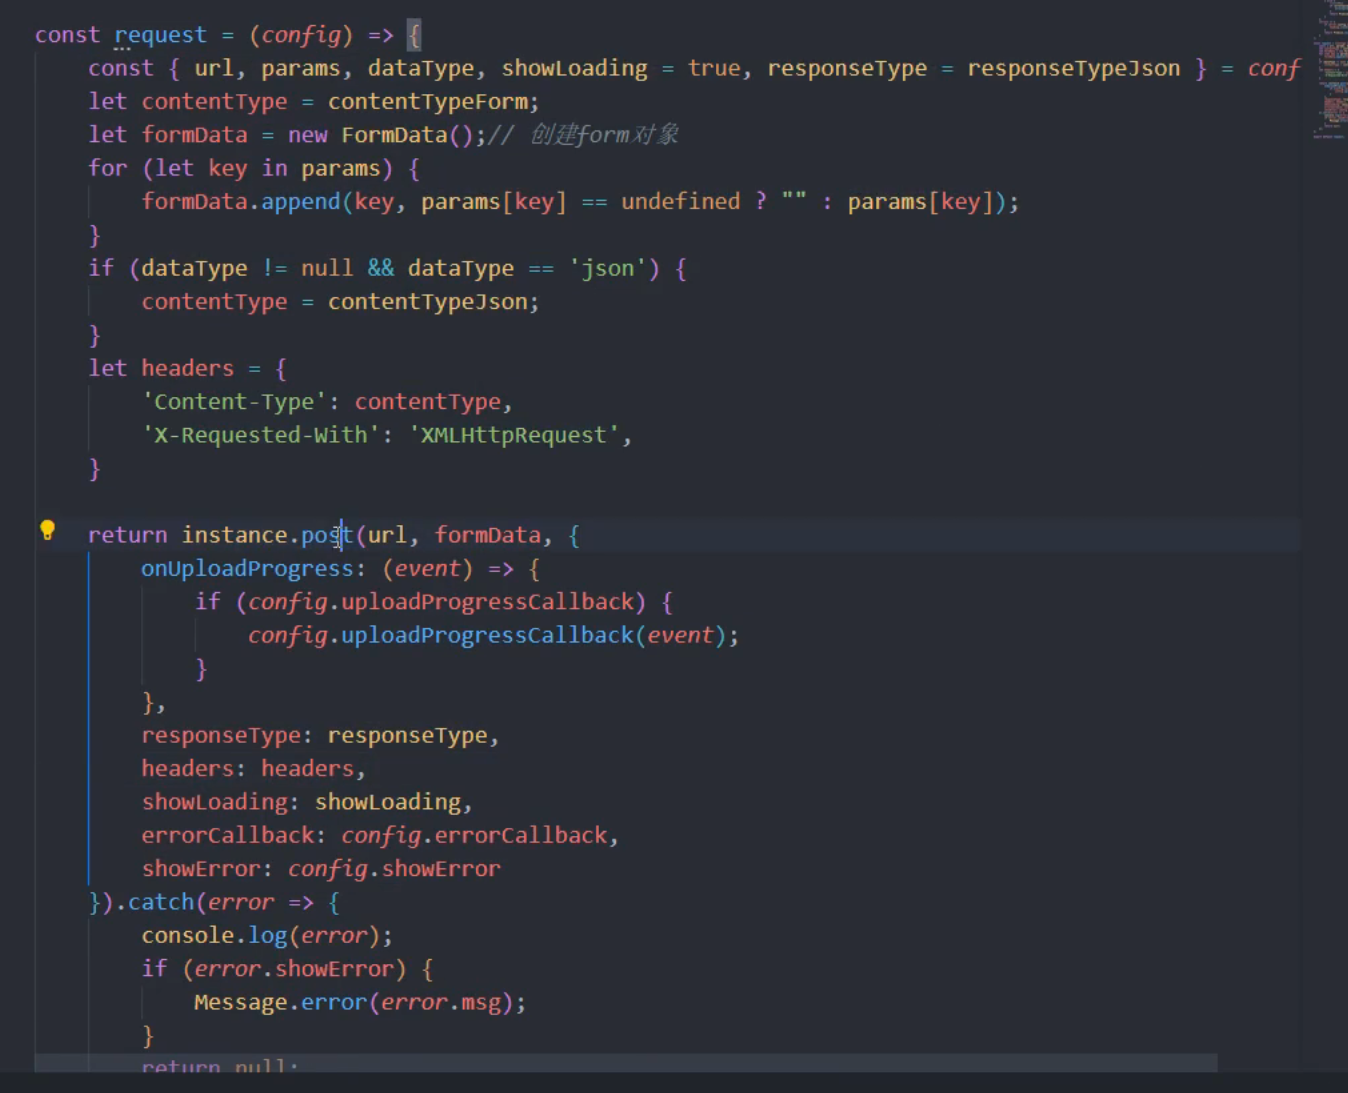 const request = (config) => {
const { url, params, dataType, showLoading = true, responseType = responseTypeJson } = conf
let contentType = contentTypeForm;
let formData = new FormData();// 创建form对象
for (let key in params) {
formData.append(key, params[key] == undefined ? "" : params[key]);
}
if (dataType != null && dataType == 'json') {
contentType = contentTypeJson;
}
let headers = {
'Content-Type': contentType,
'X-Requested-With': 'XMLHttpRequest',
}
return instance.post(url, formData, {
onUploadProgress: (event) => {
if (config.uploadProgressCallback) {
config.uploadProgressCallback(event);
}
},
responseType: responseType,
headers: headers,
showLoading: showLoading,
errorCallback: config.errorCallback,
showError: config.showError
}).catch(error => {
console.log(error);
if (error.showError) {
Message.error(error.msg);
}
return null;